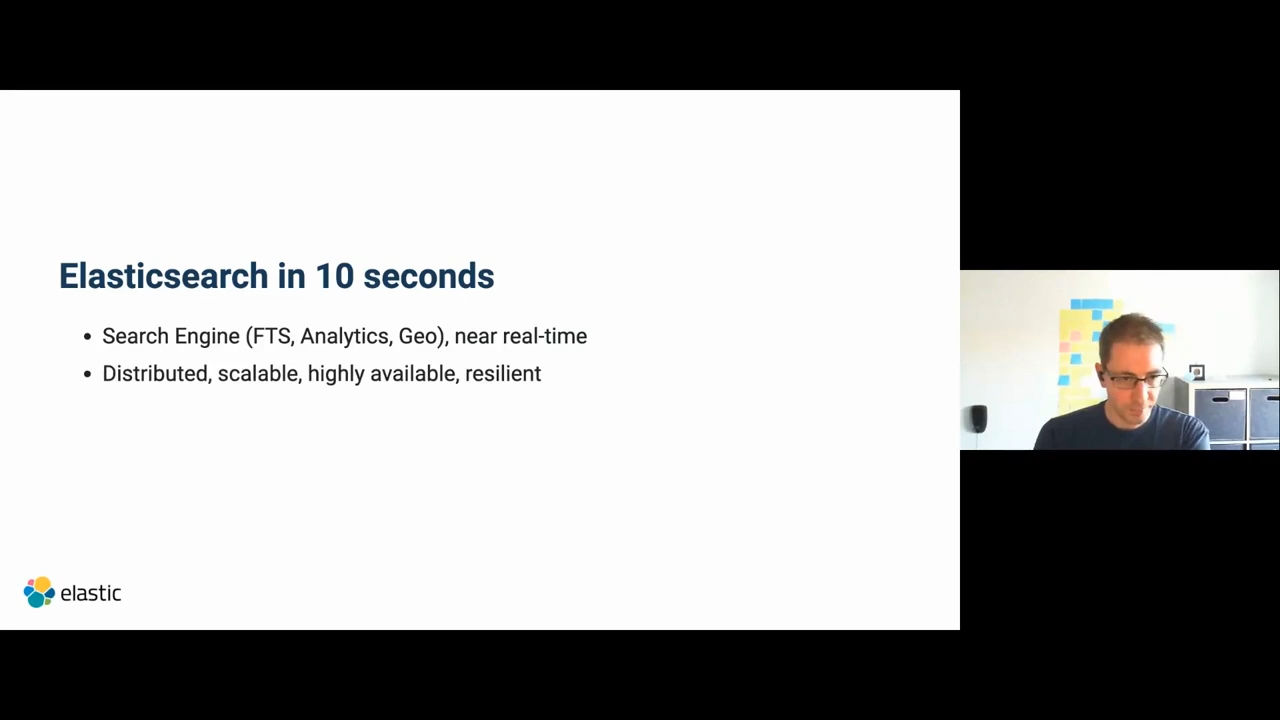 Elasticsearch in 10 seconds
• Search Engine (FTS, Analytics, Geo), near real-time
• Distributed, scalable, highly available, resilient
elastic